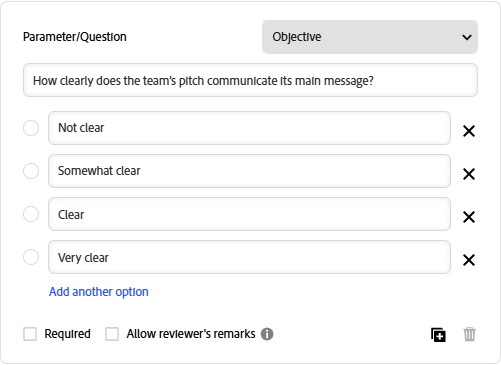 Parameter/Question
Objective
How clearly does the team's pitch communicate its main message?
Not clear
Somewhat clear
Clear
Very clear
Add another option
Required
Allow reviewer's remarks